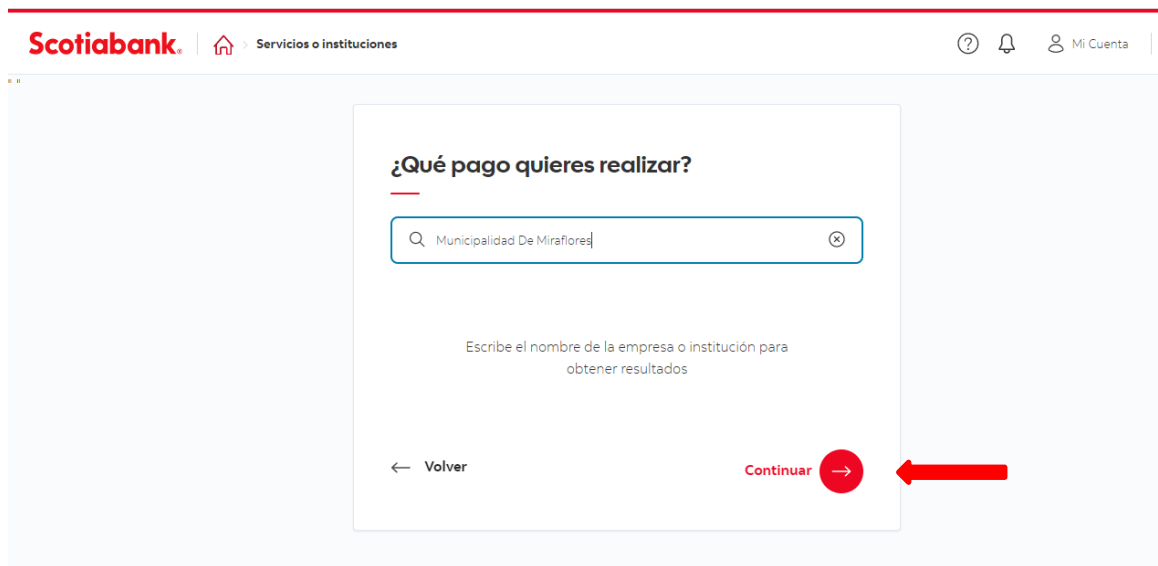 Scotiabank® > Servicios o instituciones
Mi Cuenta
¿Qué pago quieres realizar?
Municipalidad De Miraflores
Escribe el nombre de la empresa o institución para
obtener resultados
Volver
Continuar